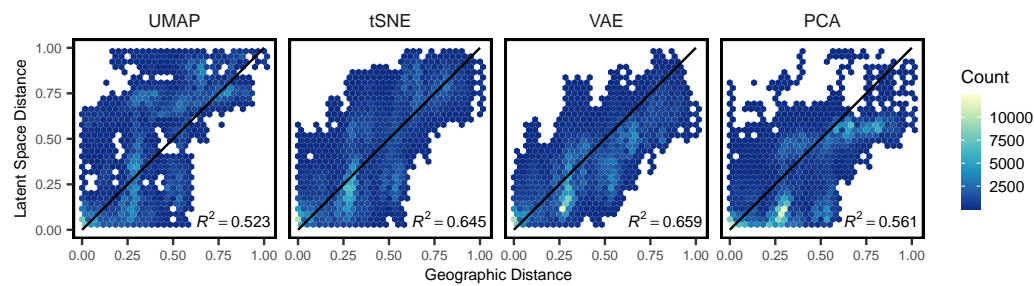 UMAP tSNE VAE PCA
1.00
0.75
0.50
0.25
0.00
Latent Space Distance
R² = 0.523 R² = 0.645 R² = 0.659 R² = 0.561
0.00 0.25 0.50 0.75 1.00 0.00 0.25 0.50 0.75 1.00 0.00 0.25 0.50 0.75 1.00 0.00 0.25 0.50 0.75 1.00
Geographic Distance
Count
10000
7500
5000
2500